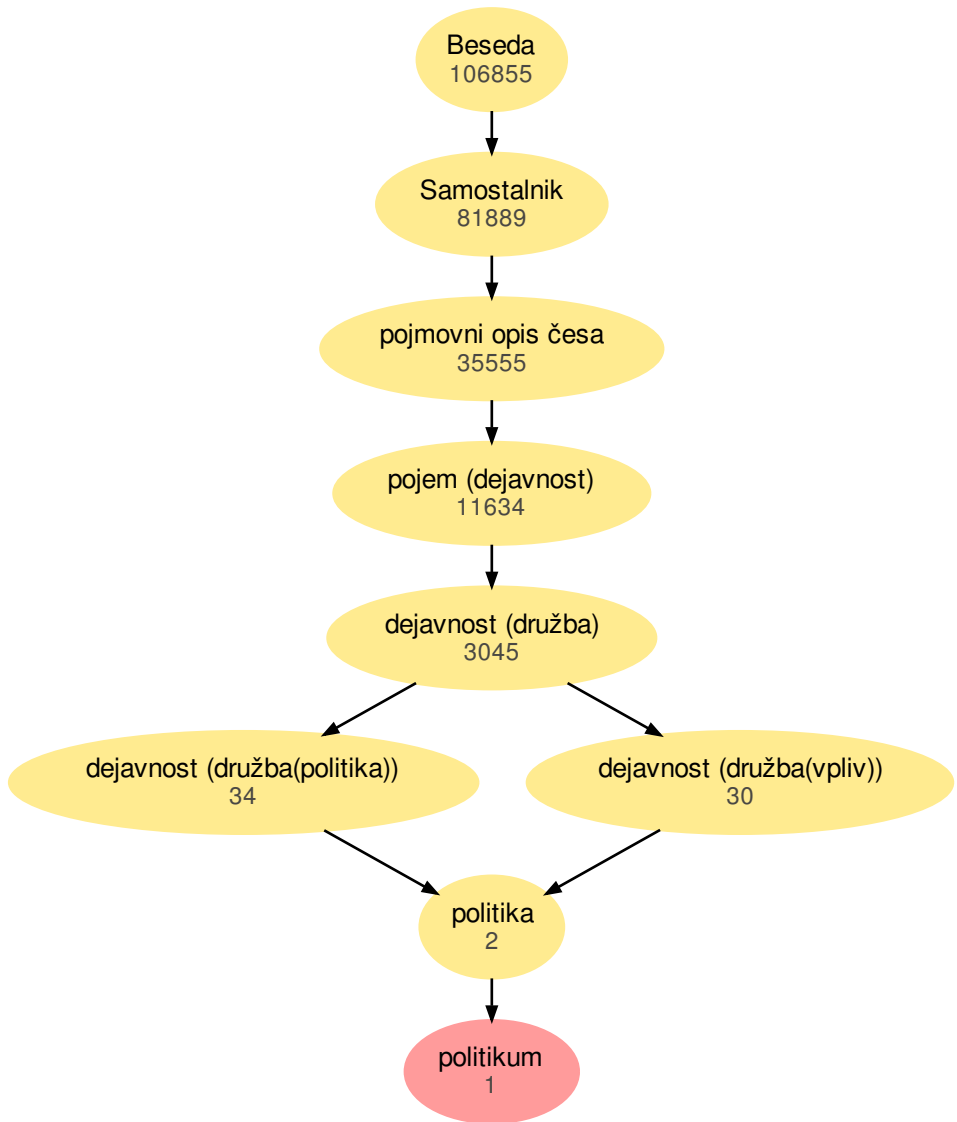 Beseda
106855
Samostalnik
81889
pojmovni opis česa
35555
pojem (dejavnost)
11634
dejavnost (družba)
3045
dejavnost (družba(politika))
34
dejavnost (družba(vpliv))
30
politika
2
politikum
1